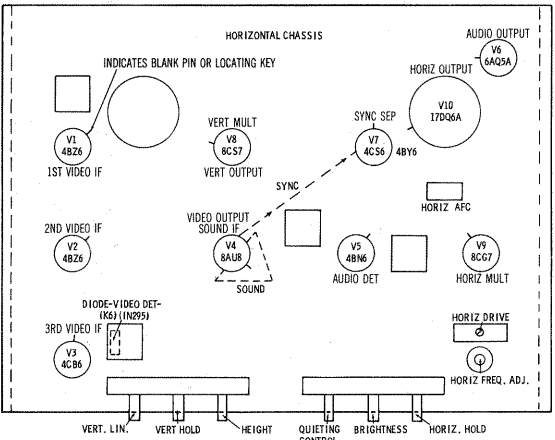 HORIZONTAL CHASSIS
AUDIO OUTPUT
V6
6AQ5A
INDICATES BLANK PIN OR LOCATING KEY
HORIZ OUTPUT
V10
17DQ6A
V1
4BZ6
1ST VIDEO IF
VERT MULT
V8
8CS7
VERT OUTPUT
SYNC SEP
V7
4CS6
4BY6
SYNC
HORIZ AFC
2ND VIDEO IF
V2
4BZ6
VIDEO OUTPUT
SOUND IF
V4
8AU8
SOUND
V5
4BN6
AUDIO DET
V9
8CG7
HORIZ MULT
DIODE-VIDEO DET-
(K6) (IN295)
3RD VIDEO IF
V3
4CB6
HORIZ DRIVE
HORIZ FREQ. ADJ.
VERT. LIN.
VERT HOLD
HEIGHT
QUIETING
CONTROL
BRIGHTNESS
HORIZ. HOLD